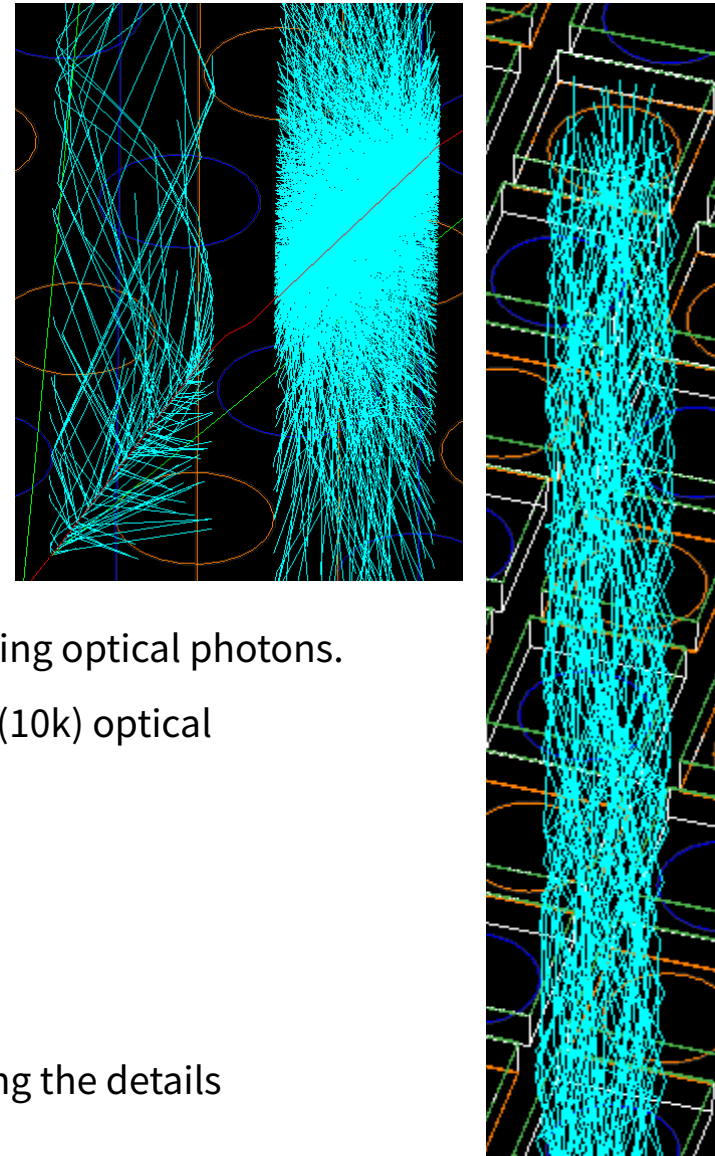 ing optical photons.
(10k) optical
ng the details